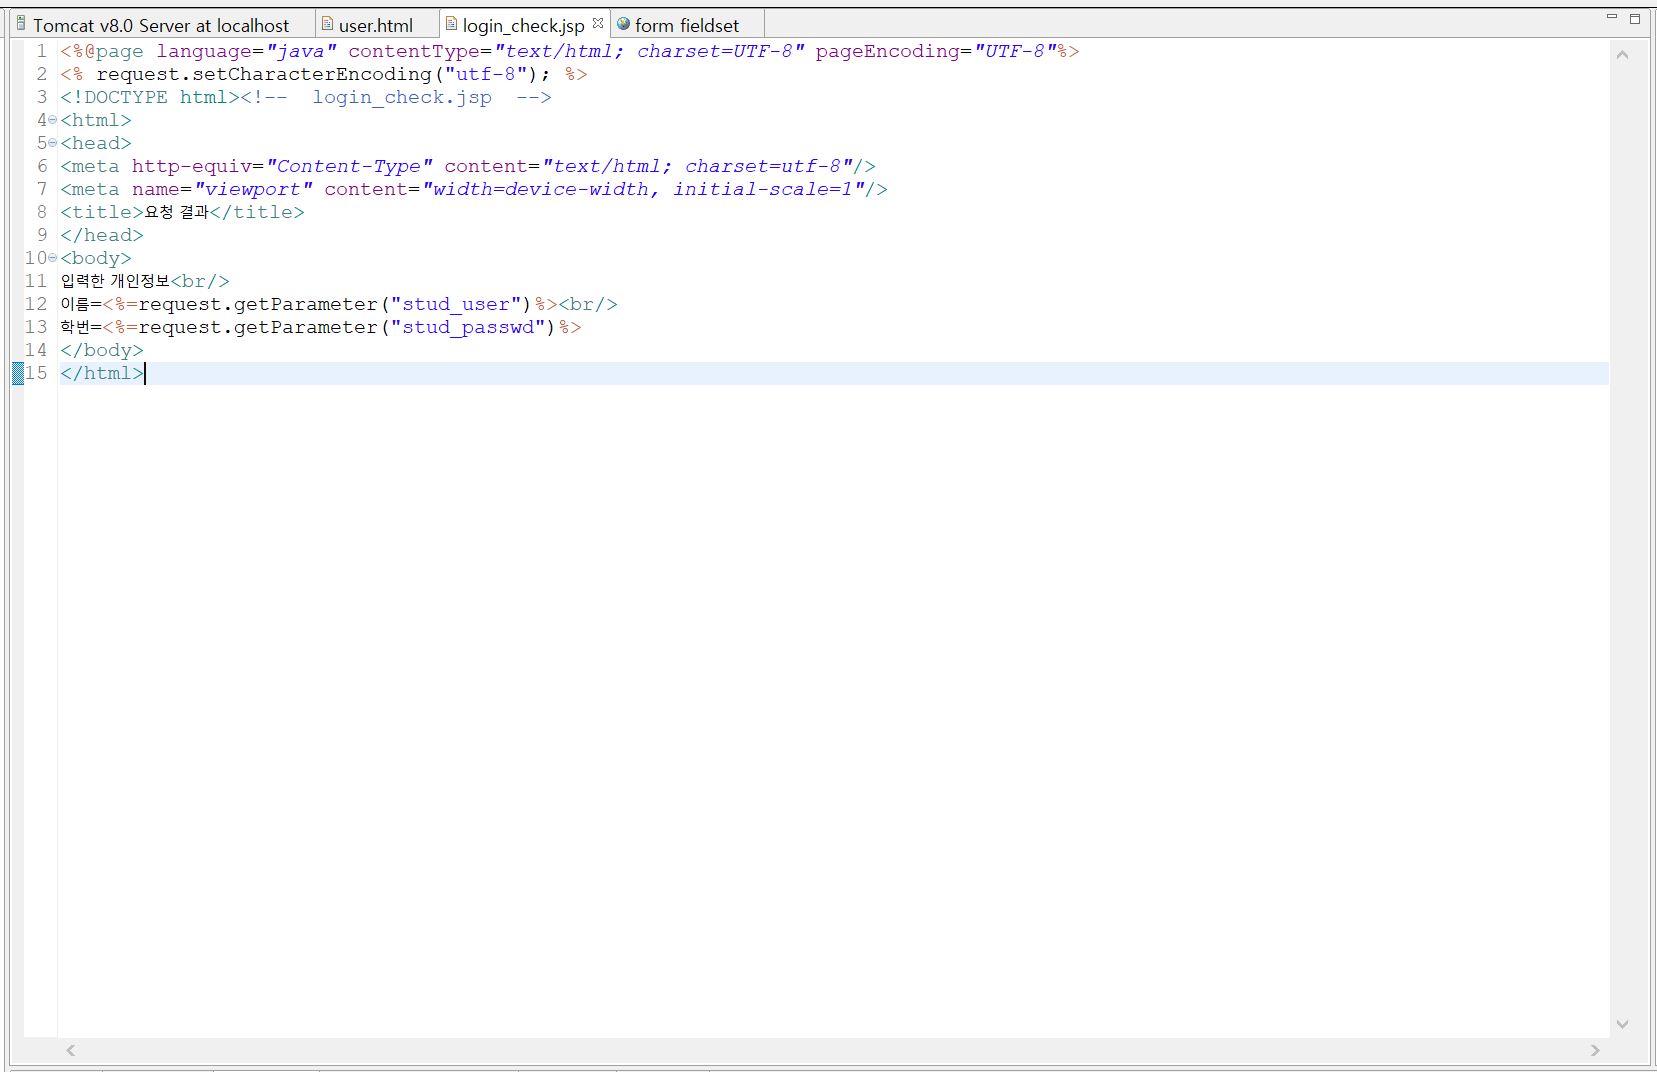 Tomcat v8.0 Server at localhost user.html login_check.jsp form fieldset
1 <%@page language="java" contentType="text/html; charset=UTF-8" pageEncoding="UTF-8"%>
2 <% request.setCharacterEncoding("utf-8"); %>
3 <!DOCTYPE html><!--  login_check.jsp  -->
4 <html>
5 <head>
6 <meta http-equiv="Content-Type" content="text/html; charset=utf-8"/>
7 <meta name="viewport" content="width=device-width, initial-scale=1"/>
8 <title>요청 결과</title>
9 </head>
10 <body>
11 입력한 개인정보<br/>
12 이름=<%=request.getParameter("stud_user")%><br/>
13 학번=<%=request.getParameter("stud_passwd")%>
14 </body>
15 </html>